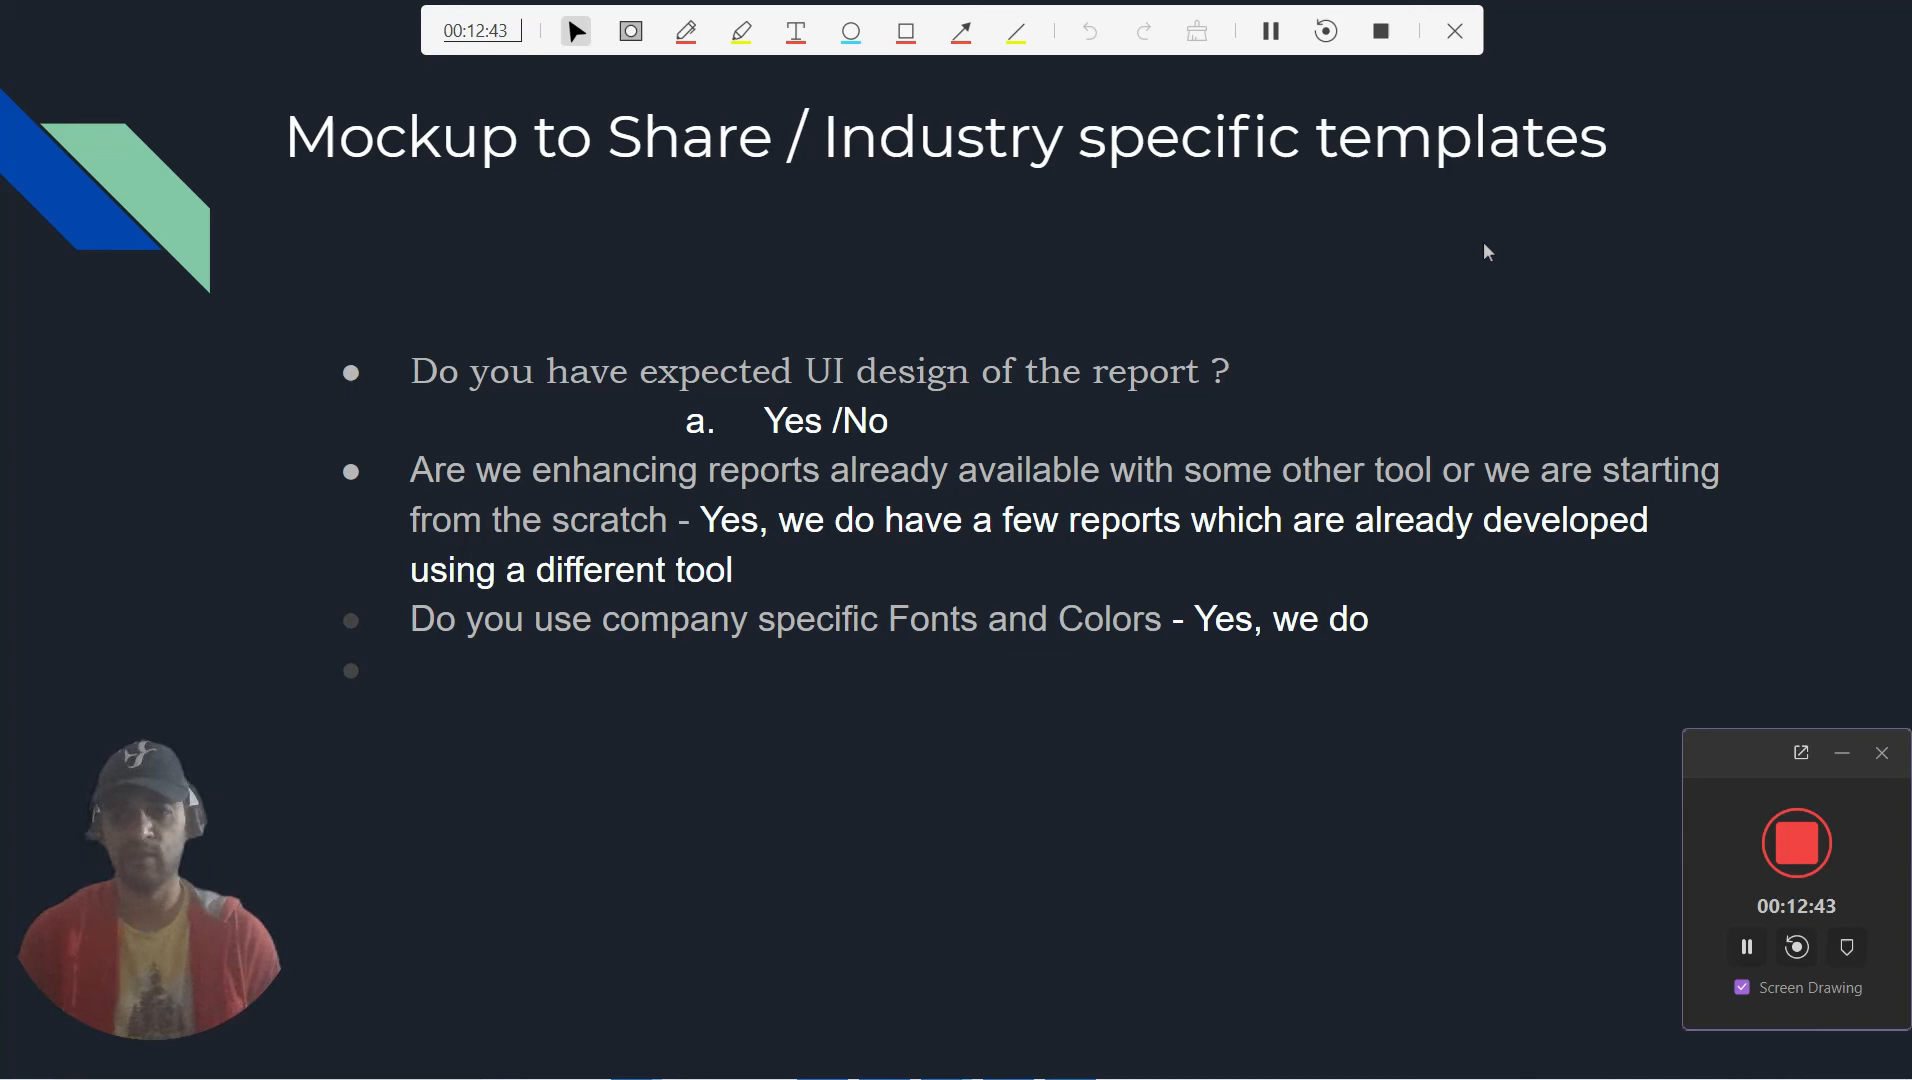 00:12:43
Mockup to Share / Industry specific templates
Do you have expected UI design of the report ?
a. Yes /No
Are we enhancing reports already available with some other tool or we are starting
from the scratch - Yes, we do have a few reports which are already developed
using a different tool
Do you use company specific Fonts and Colors - Yes, we do
00:12:43
Screen Drawing